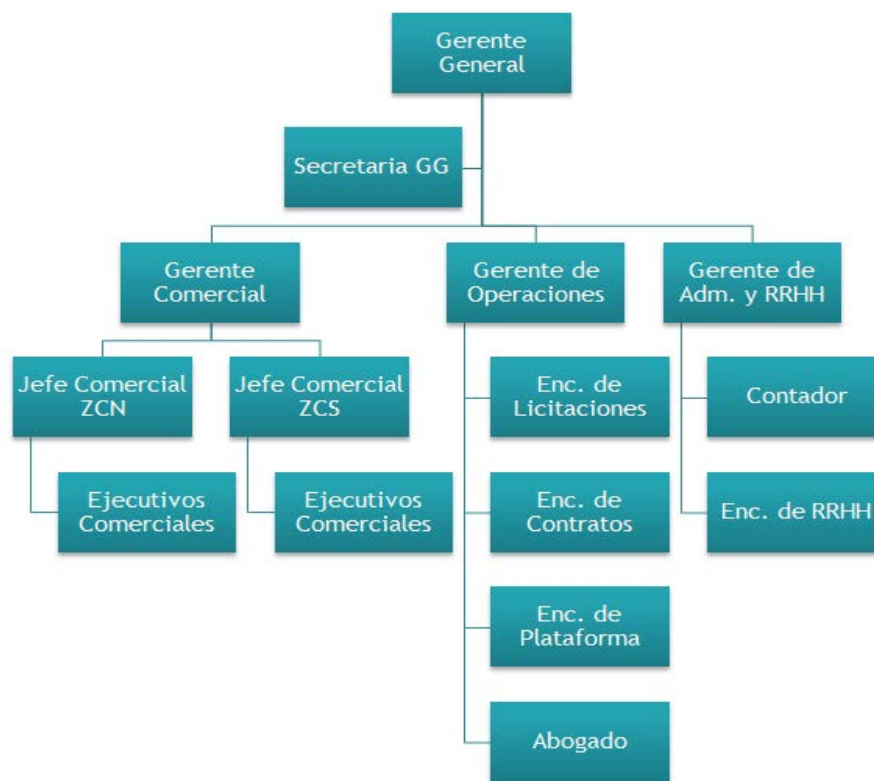 Gerente
General
Secretaria GG
Gerente
Comercial
Gerente de
Operaciones
Gerente de
Adm. y RRHH
Jefe Comercial
ZCN
Jefe Comercial
ZCS
Enc. de
Licitaciones
Contador
Ejecutivos
Comerciales
Ejecutivos
Comerciales
Enc. de
Contratos
Enc. de RRHH
Enc. de
Plataforma
Abogado